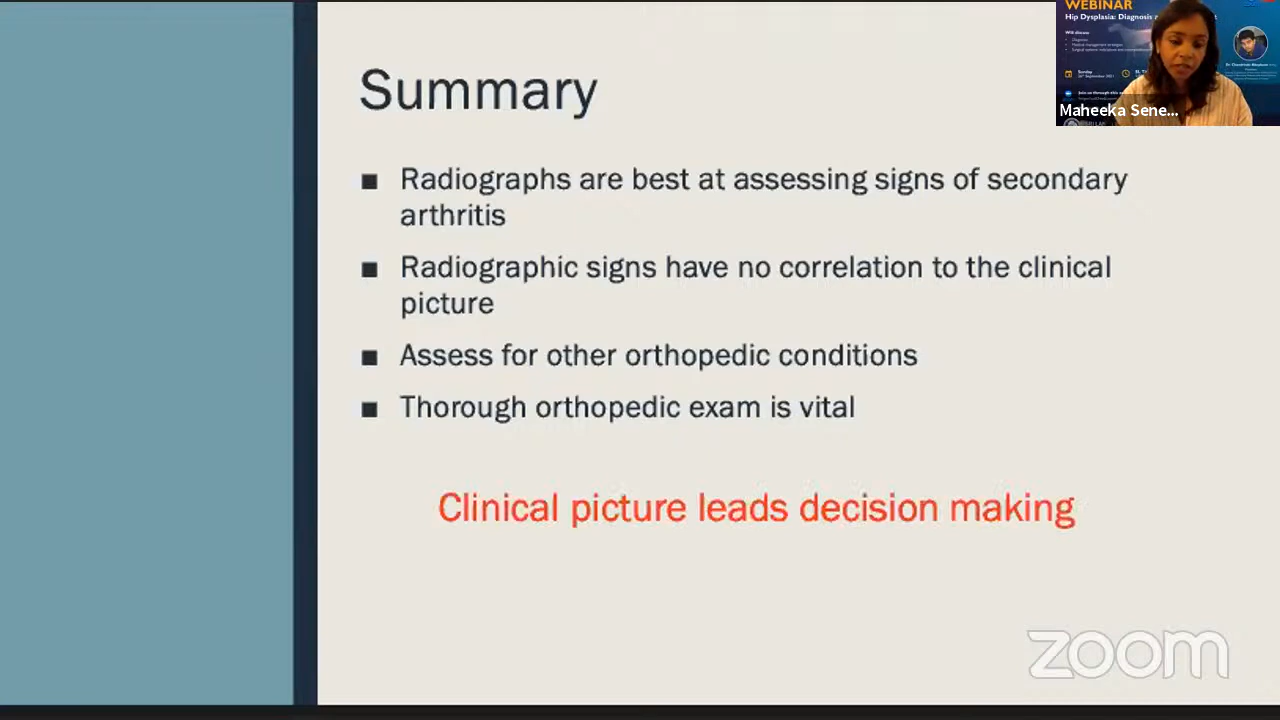 WEBINAR
Hip Dysplasia: Diagnosis
Will discuss
Maheeka Sene...
Summary
■ Radiographs are best at assessing signs of secondary
arthritis
■ Radiographic signs have no correlation to the clinical
picture
■ Assess for other orthopedic conditions
■ Thorough orthopedic exam is vital
Clinical picture leads decision making
zoom